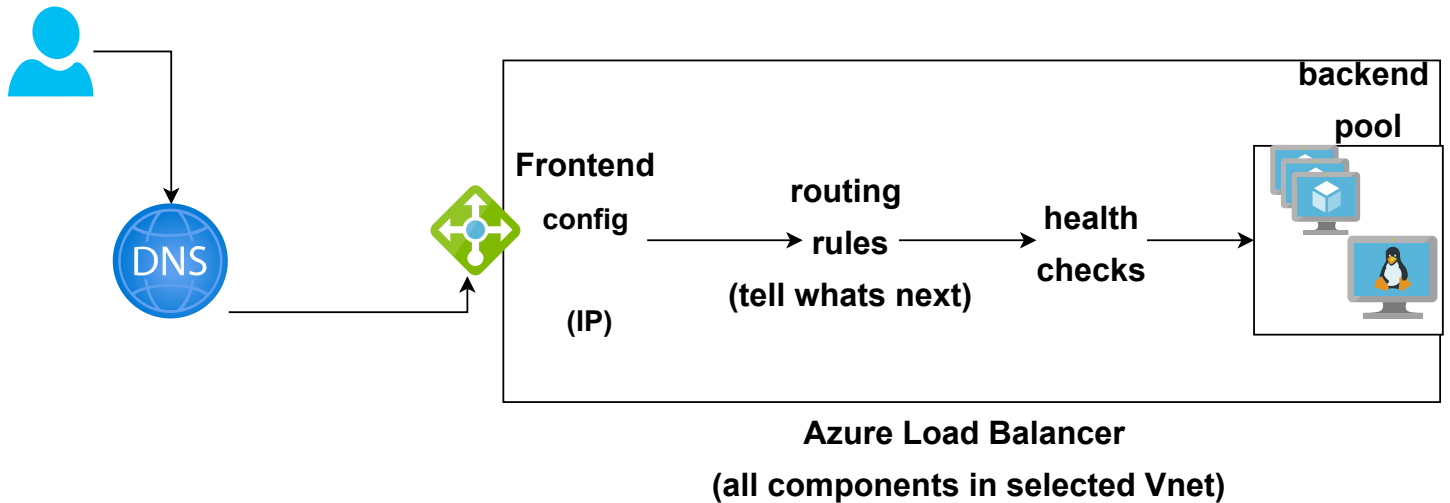 DNS
Frontend
config
(IP)
routing
rules
(tell whats next)
health
checks
backend
pool
Azure Load Balancer
(all components in selected Vnet)